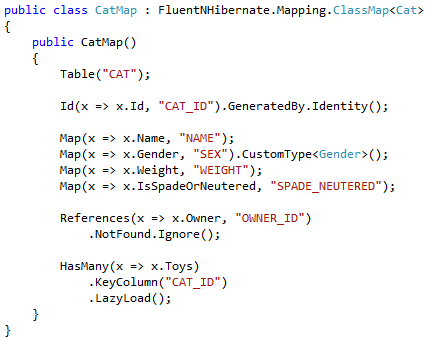 public class CatMap : FluentNHibernate.Mapping.ClassMap<Cat>
{
    public CatMap()
    {
        Table("CAT");

        Id(x => x.Id, "CAT_ID").GeneratedBy.Identity();

        Map(x => x.Name, "NAME");
        Map(x => x.Gender, "SEX").CustomType<Gender>();
        Map(x => x.Weight, "WEIGHT");
        Map(x => x.IsSpadeOrNeutered, "SPADE_NEUTERED");

        References(x => x.Owner, "OWNER_ID")
            .NotFound.Ignore();

        HasMany(x => x.Toys)
            .KeyColumn("CAT_ID")
            .LazyLoad();
    }
}